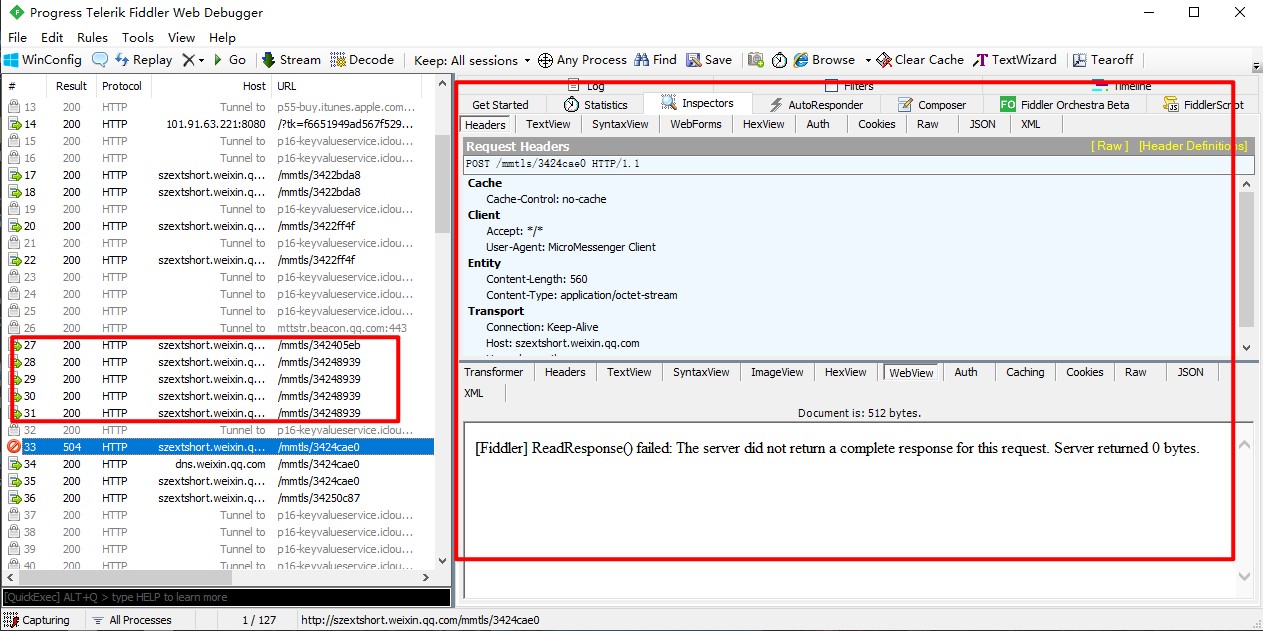 Progress Telerik Fiddler Web Debugger
File Edit Rules Tools View Help
WinConfig Replay Go Stream Decode Keep: All sessions Any Process Find Save Browse Clear Cache TextWizard Tearoff
# Result Protocol Host URL
13 200 HTTP Tunnel to p55-buy.itunes.apple.com...
14 200 HTTP 101.91.63.221:8080 /?tk=f6651949ad567f529...
15 200 HTTP Tunnel to p16-keyvalueservice.idou...
16 200 HTTP Tunnel to p16-keyvalueservice.idou...
17 200 HTTP szextshort.weixin.q... /mmtls/3422bda8
18 200 HTTP szextshort.weixin.q... /mmtls/3422bda8
19 200 HTTP Tunnel to p16-keyvalueservice.idou...
20 200 HTTP szextshort.weixin.q... /mmtls/3422ff4f
21 200 HTTP Tunnel to p16-keyvalueservice.idou...
22 200 HTTP szextshort.weixin.q... /mmtls/3422ff4f
23 200 HTTP Tunnel to p16-keyvalueservice.idou...
24 200 HTTP Tunnel to p16-keyvalueservice.idou...
25 200 HTTP Tunnel to p16-keyvalueservice.idou...
26 200 HTTP Tunnel to mttstr.beacon.qq.com:443
27 200 HTTP szextshort.weixin.q... /mmtls/342405eb
28 200 HTTP szextshort.weixin.q... /mmtls/34248939
29 200 HTTP szextshort.weixin.q... /mmtls/34248939
30 200 HTTP szextshort.weixin.q... /mmtls/34248939
31 200 HTTP szextshort.weixin.q... /mmtls/34248939
32 200 HTTP Tunnel to p16-keyvalueservice.idou...
33 504 HTTP szextshort.weixin.q... /mmtls/3424cae0
34 200 HTTP dns.weixin.qq.com /mmtls/3424cae0
35 200 HTTP szextshort.weixin.q... /mmtls/3424cae0
36 200 HTTP szextshort.weixin.q... /mmtls/34250c87
37 200 HTTP Tunnel to p16-keyvalueservice.idou...
38 200 HTTP Tunnel to p16-keyvalueservice.idou...
39 200 HTTP Tunnel to p16-keyvalueservice.idou...
40 200 HTTP Tunnel to p16-keyvalueservice.idou...
[QuickExec] ALT+Q > type HELP to learn more
Log Filters Timeline
Get Started Statistics Inspectors AutoResponder Composer FO Fiddler Orchestra Beta FiddlerScript
Headers TextView SyntaxView WebForms HexView Auth Cookies Raw JSON XML
Request Headers [ Raw ] [Header Definitions]
POST /mmtls/3424cae0 HTTP/1.1
Cache
Cache-Control: no-cache
Client
Accept: */*
User-Agent: MicroMessenger Client
Entity
Content-Length: 560
Content-Type: application/octet-stream
Transport
Connection: Keep-Alive
Host: szextshort.weixin.qq.com
Transformer Headers TextView SyntaxView ImageView HexView WebView Auth Caching Cookies Raw JSON
XML
Document is: 512 bytes.
[Fiddler] ReadResponse() failed: The server did not return a complete response for this request. Server returned 0 bytes.
Capturing All Processes 1 / 127 http://szextshort.weixin.qq.com/mmtls/3424cae0